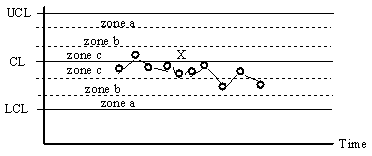 UCL
zone a
zone b
zone c
CL
X
zone c
zone b
LCL
zone a
Time